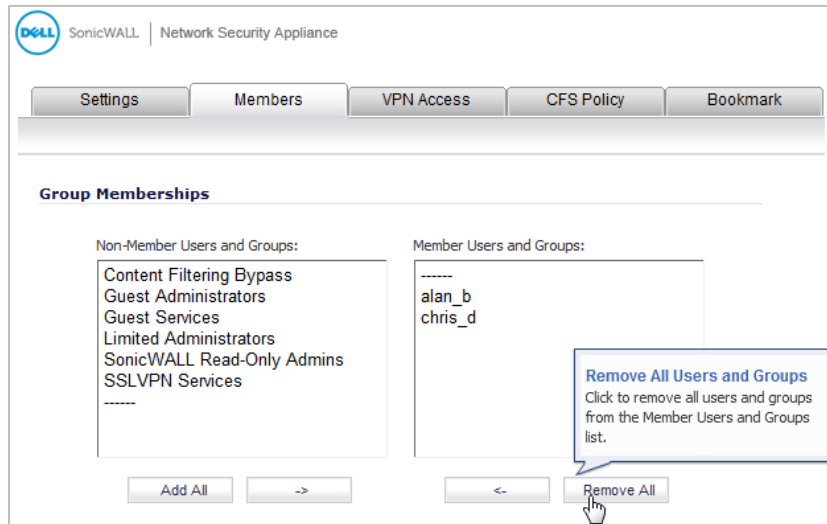 DELL SonicWALL | Network Security Appliance
Settings Members VPN Access CFS Policy Bookmark
Group Memberships
Non-Member Users and Groups:
Content Filtering Bypass
Guest Administrators
Guest Services
Limited Administrators
SonicWALL Read-Only Admins
SSLVPN Services
------
Member Users and Groups:
------
alan_b
chris_d
Remove All Users and Groups
Click to remove all users and groups
from the Member Users and Groups
list.
Add All -> <- Remove All